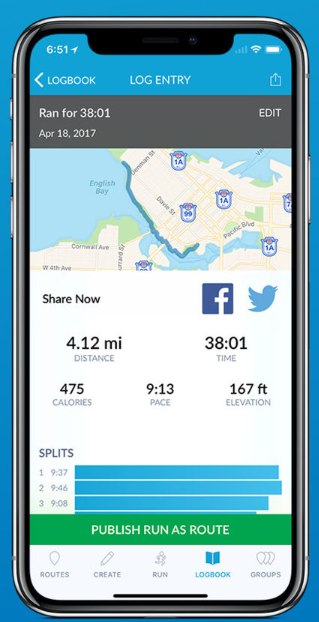 6:51
LOGBOOK LOG ENTRY
Ran for 38:01 EDIT
Apr 18, 2017
Denman St
1A
English
Bay
Davie St
1A
99
Pacific Blvd
1A
Cornwall Ave
Burrard St
W 4th Ave
Share Now
4.12 mi 38:01
DISTANCE TIME
475 9:13 167 ft
CALORIES PACE ELEVATION
SPLITS
1 9:37
2 9:46
3 9:08
PUBLISH RUN AS ROUTE
ROUTES CREATE RUN LOGBOOK GROUPS